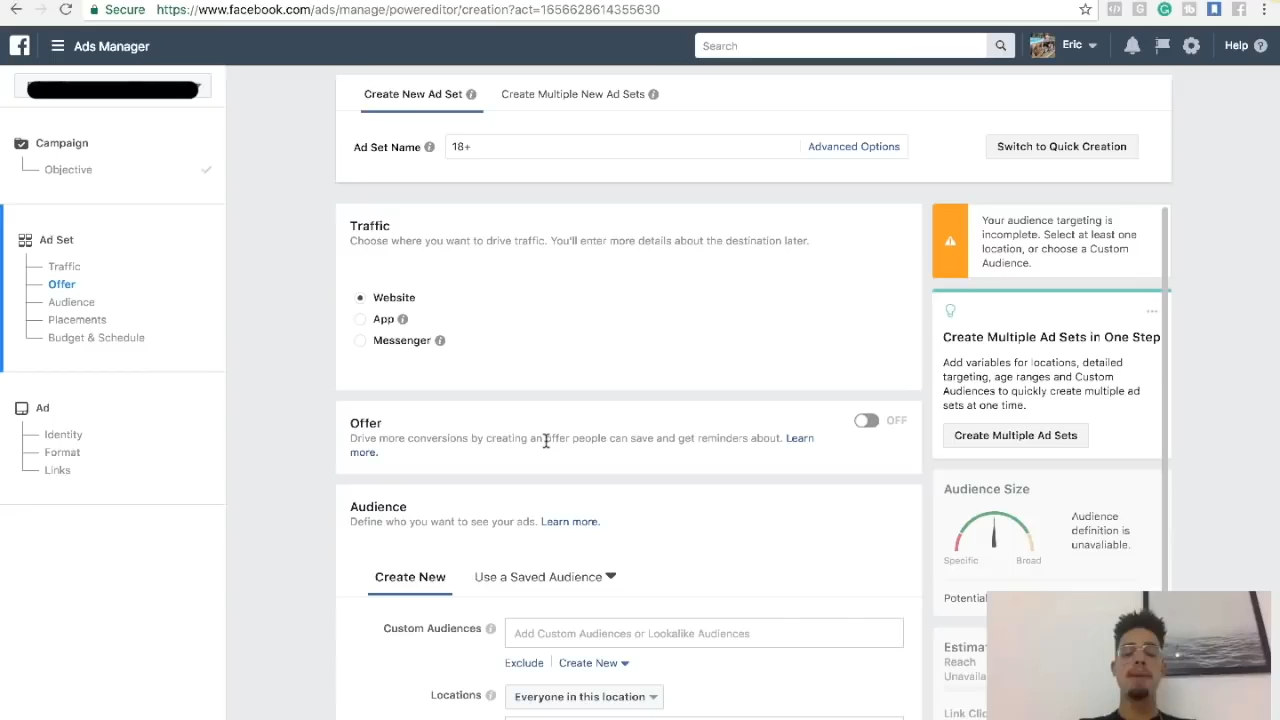 Secure https://www.facebook.com/ads/manage/powereditor/creation?act=1656628614355630
Ads Manager
Search
Eric
Help
Create New Ad Set
Create Multiple New Ad Sets
Campaign
Objective
Ad Set Name
18+
Advanced Options
Switch to Quick Creation
Ad Set
Traffic
Offer
Audience
Placements
Budget & Schedule
Ad
Identity
Format
Links
Traffic
Choose where you want to drive traffic. You'll enter more details about the destination later.
Website
App
Messenger
Offer
OFF
Drive more conversions by creating an offer people can save and get reminders about. Learn
more.
Audience
Define who you want to see your ads. Learn more.
Create New
Use a Saved Audience
Custom Audiences
Add Custom Audiences or Lookalike Audiences
Exclude
Create New
Locations
Everyone in this location
Your audience targeting is
incomplete. Select at least one
location, or choose a Custom
Audience.
Create Multiple Ad Sets in One Step
Add variables for locations, detailed
targeting, age ranges and Custom
Audiences to quickly create multiple ad
sets at one time.
Create Multiple Ad Sets
Audience Size
Specific
Broad
Audience
definition is
unavailable.
Potential
Reach
Link Clic